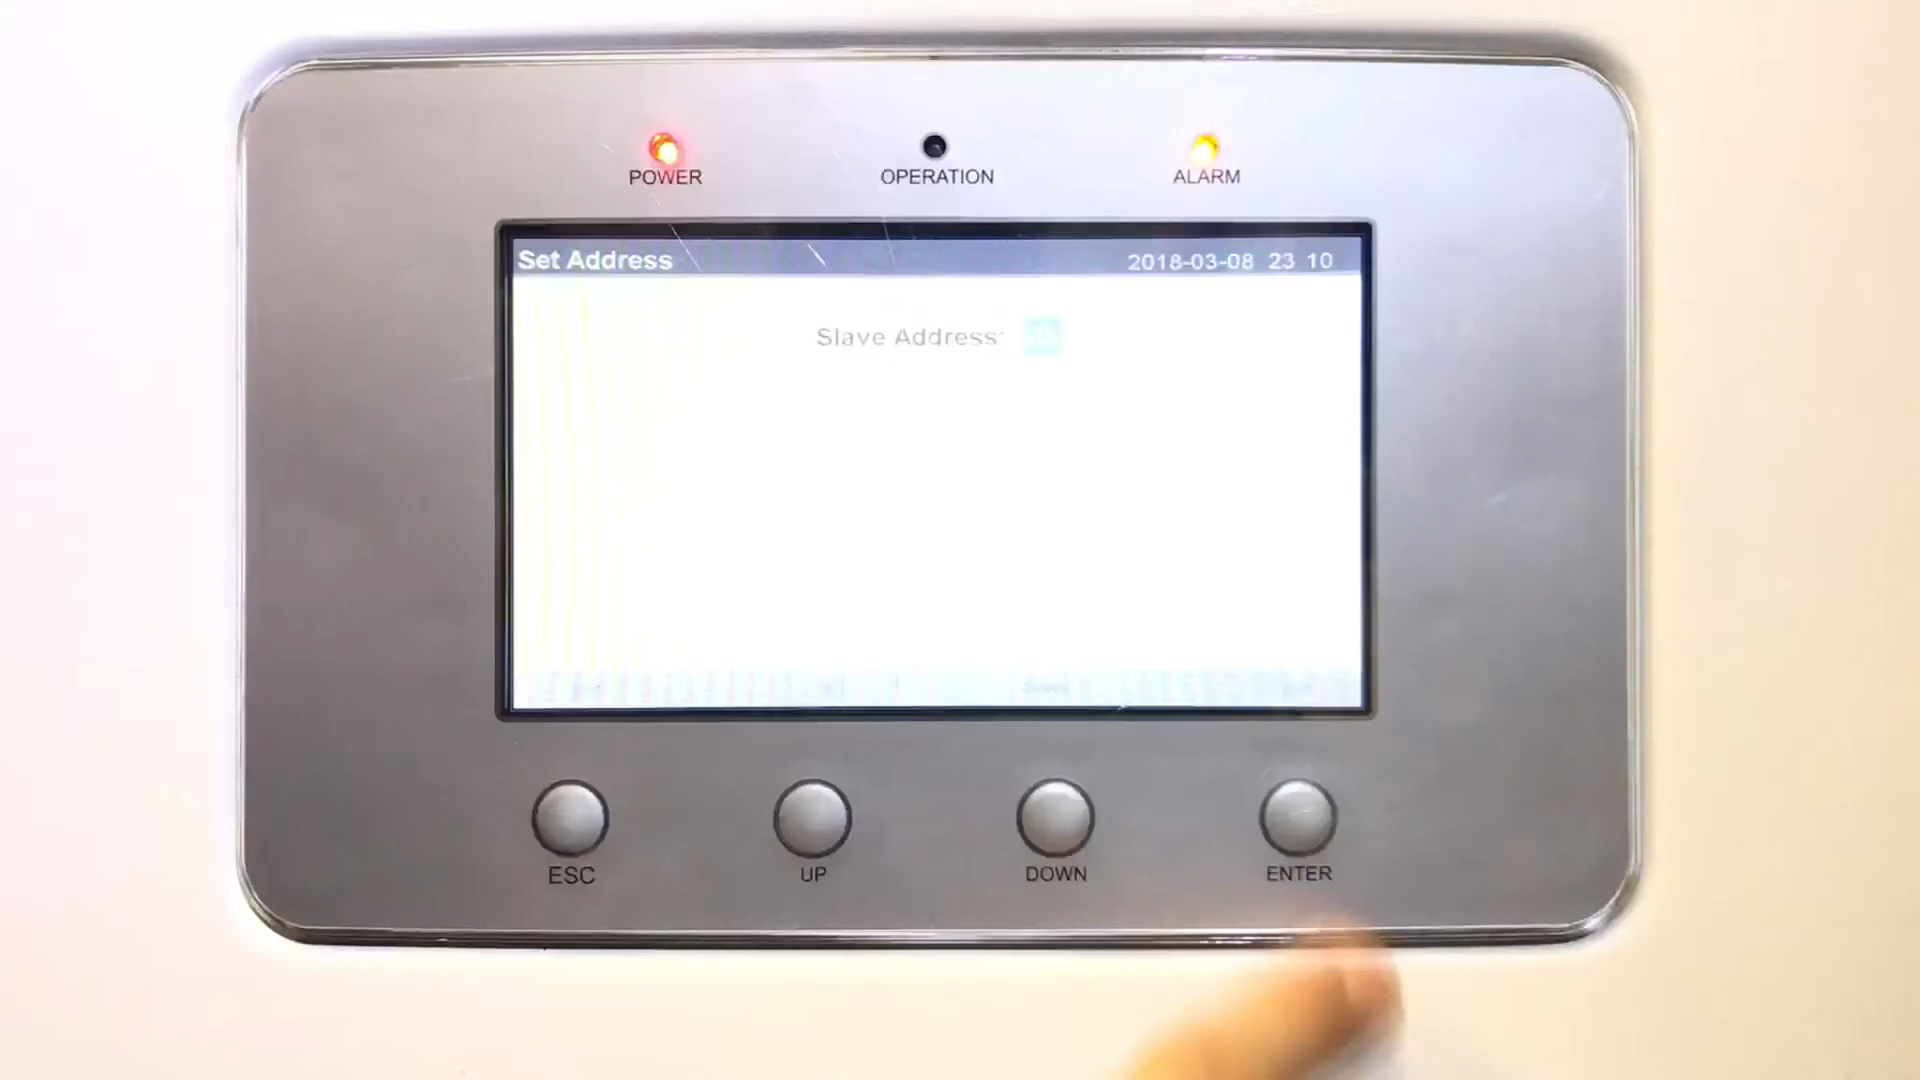 POWER OPERATION ALARM
Set Address 2018-03-08 23 10
Slave Address:
ESC UP DOWN ENTER